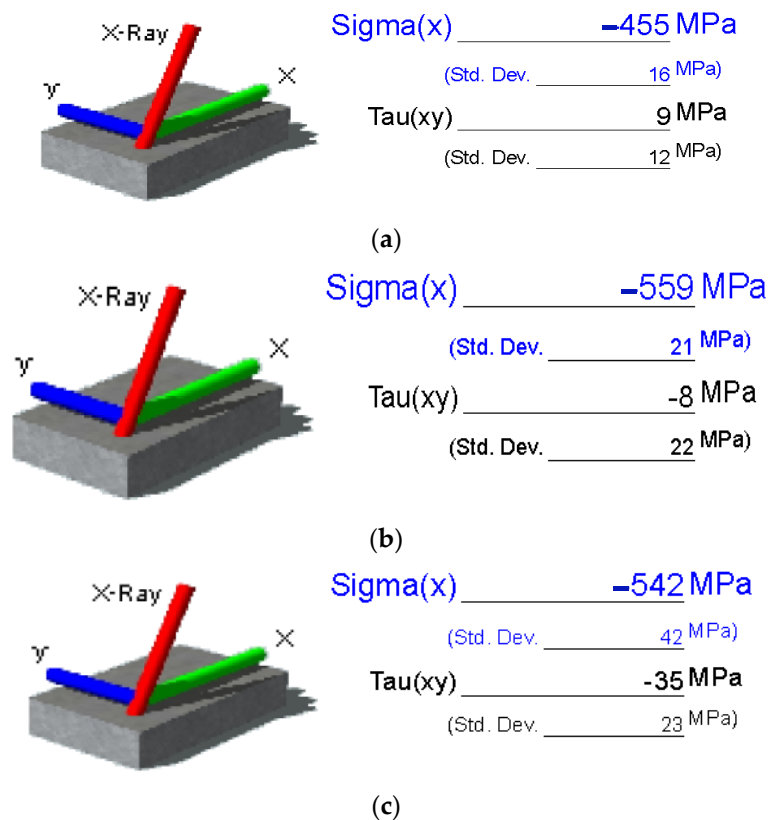 X-Ray
y
X
Sigma(x) –455 MPa
(Std. Dev. 16 MPa)
Tau(xy) 9 MPa
(Std. Dev. 12 MPa)
(a)
X-Ray
y
X
Sigma(x) –559 MPa
(Std. Dev. 21 MPa)
Tau(xy) -8 MPa
(Std. Dev. 22 MPa)
(b)
X-Ray
y
X
Sigma(x) –542 MPa
(Std. Dev. 42 MPa)
Tau(xy) -35 MPa
(Std. Dev. 23 MPa)
(c)